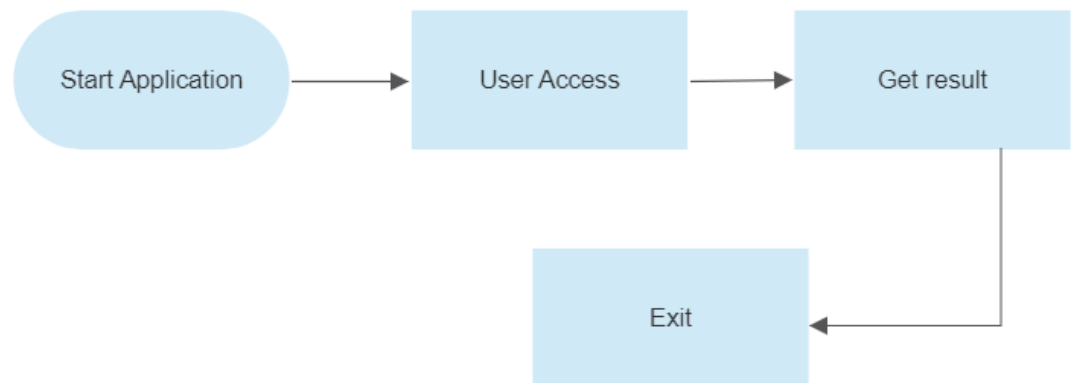 Start Application
User Access
Get result
Exit